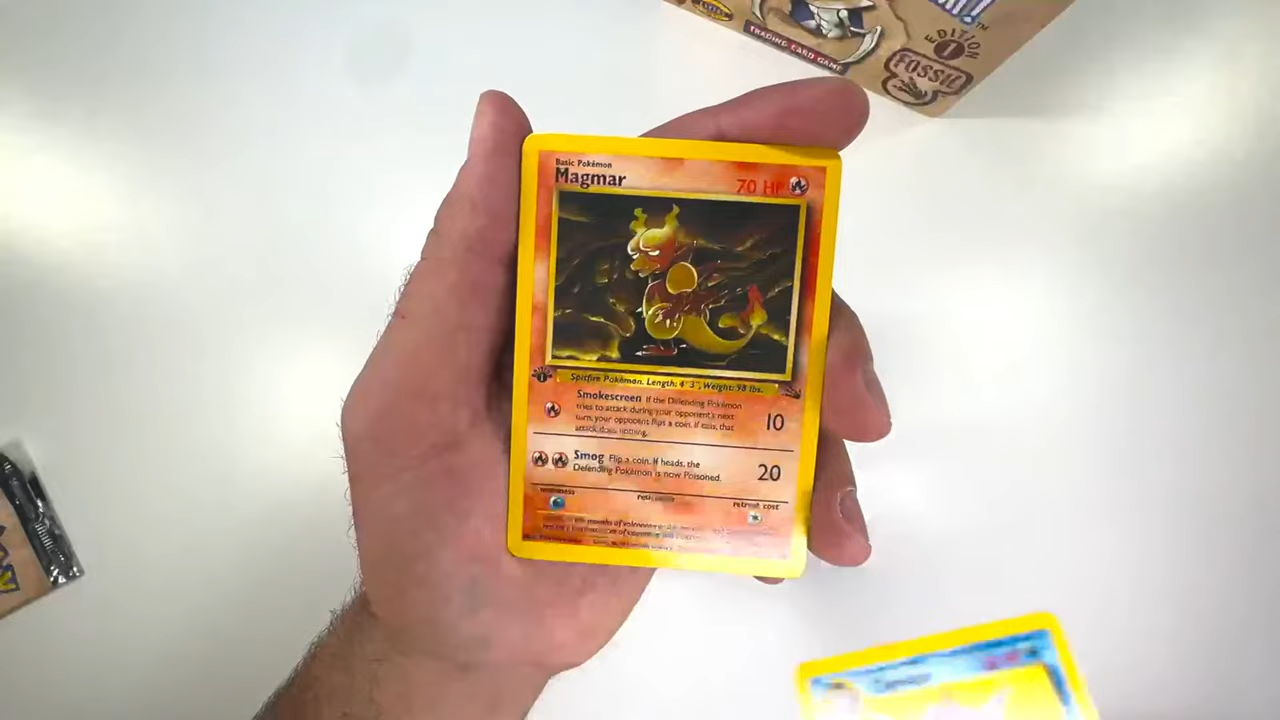 TRADING CARD GAME
EDITION
1
FOSSIL
Basic Pokémon
Magmar
70 HP
Spitfire Pokémon. Length: 4' 3", Weight: 98 lbs.
Smokescreen If the Defending Pokémon
tries to attack during your opponent's next
turn, your opponent flips a coin. If tails, that
attack does nothing.
10
Smog Flip a coin. If heads, the
Defending Pokémon is now Poisoned.
20
weakness
resistance
retreat cost